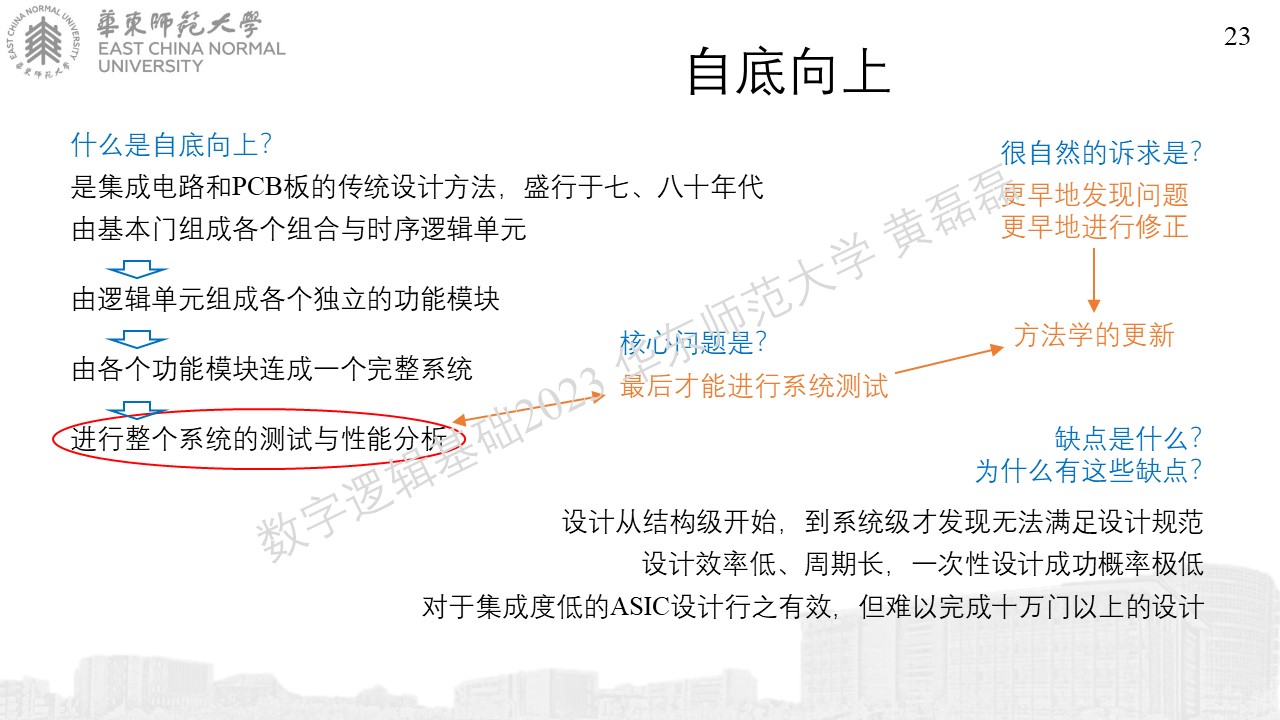 華東師範大學
EAST CHINA NORMAL
UNIVERSITY
EAST CHINA NORMAL UNIVERSITY
華東師范大学
23
自底向上
什么是自底向上?
是集成电路和PCB板的传统设计方法，盛行于七、八十年代
由基本门组成各个组合与时序逻辑单元
由逻辑单元组成各个独立的功能模块
由各个功能模块连成一个完整系统
进行整个系统的测试与性能分析
核心问题是?
最后才能进行系统测试
很自然的诉求是?
更早地发现问题
更早地进行修正
方法学的更新
缺点是什么?
为什么有这些缺点?
设计从结构级开始，到系统级才发现无法满足设计规范
设计效率低、周期长，一次性设计成功概率极低
对于集成度低的ASIC设计行之有效，但难以完成十万门以上的设计
数字逻辑基础2023 华东师范大学 黄磊磊